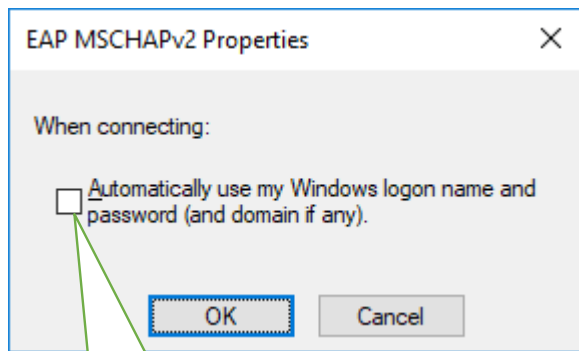 EAP MSCHAPv2 Properties
When connecting:
Automatically use my Windows logon name and
password (and domain if any).
OK
Cancel